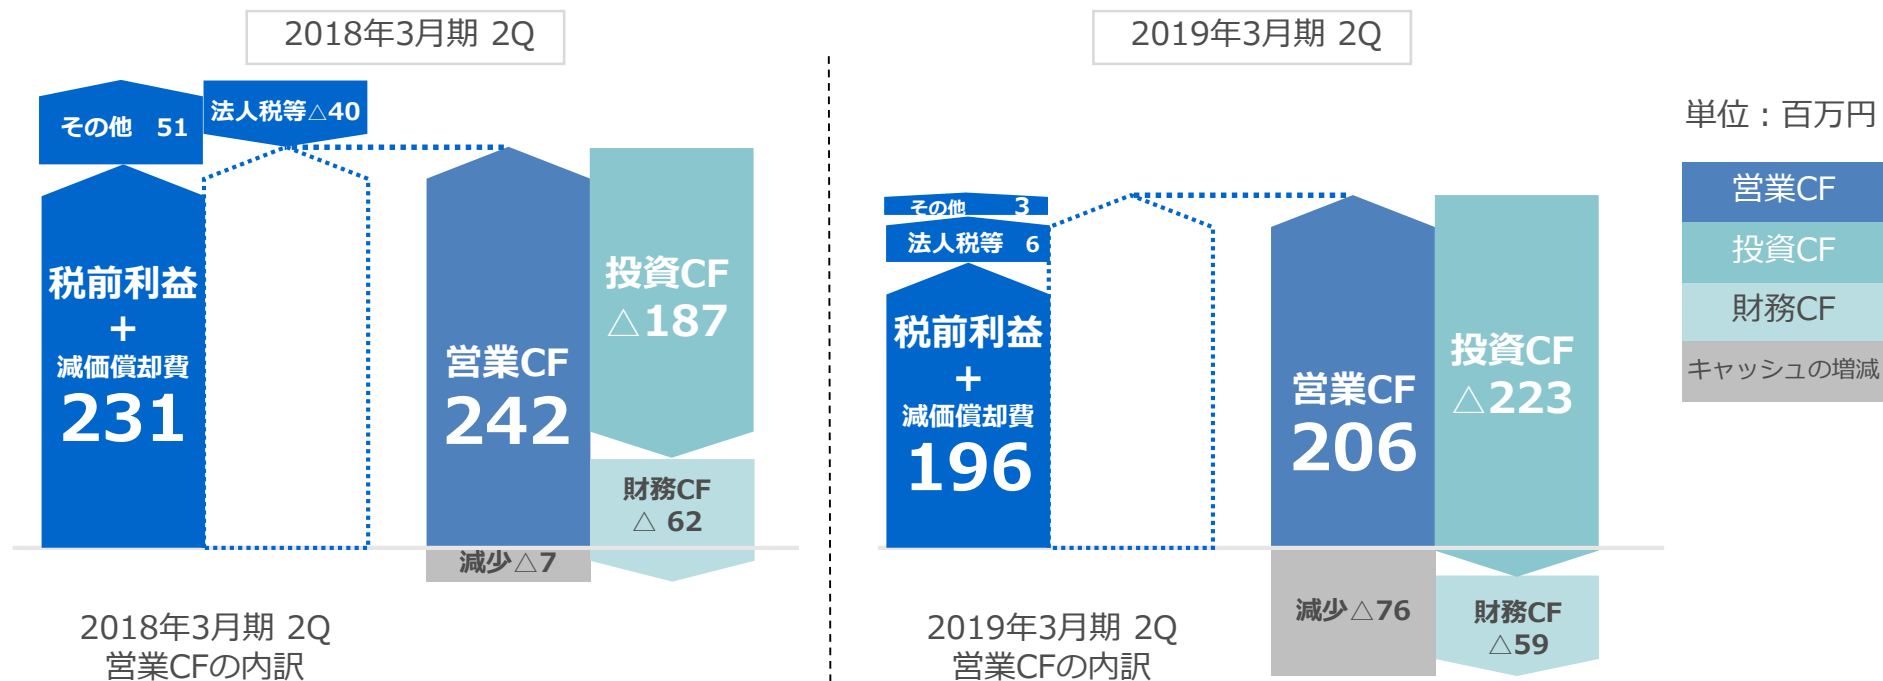 2018年3月期 2Q
その他 51
法人税等△40
税前利益
+
減価償却費
231
営業CF
242
投資CF
△187
財務CF
△ 62
減少△7
2018年3月期 2Q
営業CFの内訳
2019年3月期 2Q
その他 3
法人税等 6
税前利益
+
減価償却費
196
営業CF
206
投資CF
△223
減少△76
財務CF
△59
2019年3月期 2Q
営業CFの内訳
単位：百万円
営業CF
投資CF
財務CF
キャッシュの増減